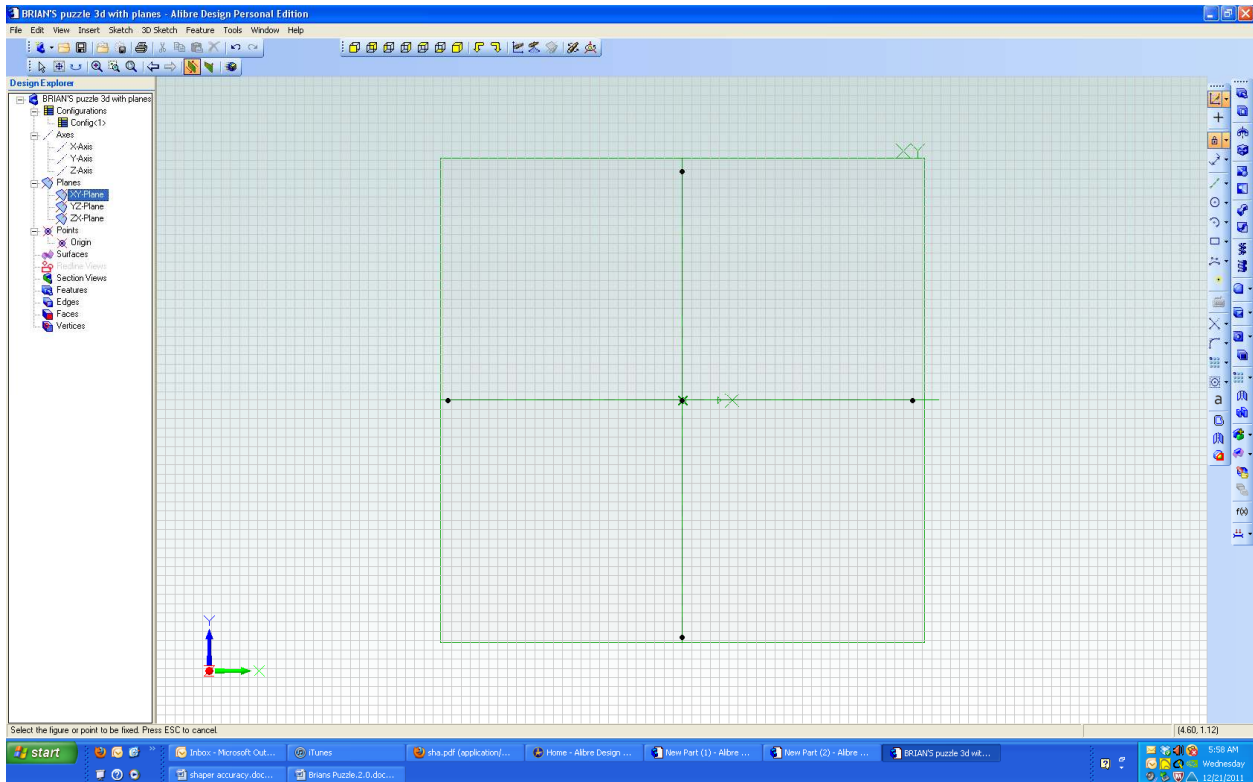 BRIAN'S puzzle 3d with planes - Alibre Design Personal Edition
File Edit View Insert Sketch 3D Sketch Feature Tools Window Help
Design Explorer
BRIAN'S puzzle 3d with planes
Configurations
Config<1>
Axes
X-Axis
Y-Axis
Z-Axis
Planes
XY-Plane
YZ-Plane
ZX-Plane
Points
Origin
Surfaces
Redline Views
Section Views
Features
Edges
Faces
Vertices
XY
X
Y
X
a
f(x)
Select the figure or point to be fixed. Press ESC to cancel.
(4.60, 1.12)
start
Inbox - Microsoft Out...
iTunes
sha.pdf (application/...
Home - Alibre Design ...
New Part (1) - Alibre ...
New Part (2) - Alibre ...
BRIAN'S puzzle 3d wit...
5:58 AM
shaper accuracy.doc...
Brians Puzzle.2.0.doc...
Wednesday
12/21/2011